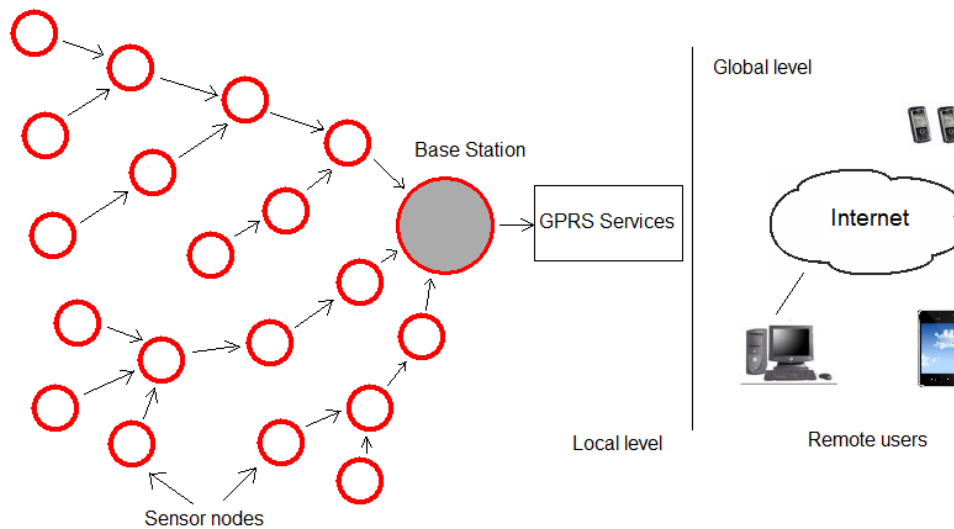 Global level
Base Station
GPRS Services
Internet
Local level
Remote users
Sensor nodes